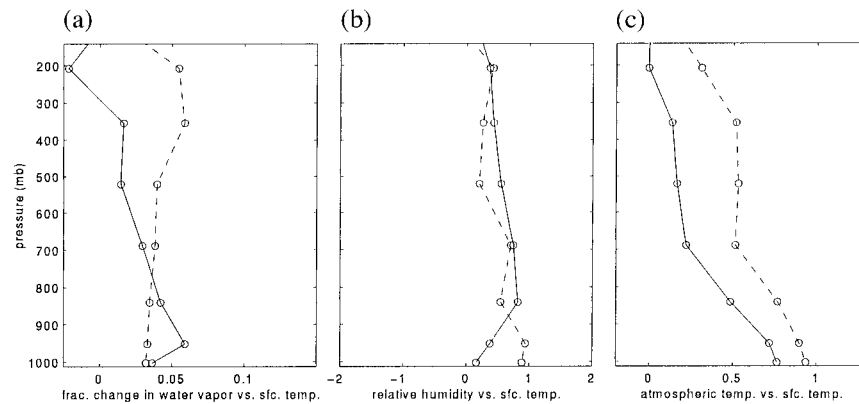 (a)
(b)
(c)
pressure (mb)
200
300
400
500
600
700
800
900
1000
0
0.05
0.1
frac. change in water vapor vs. sfc. temp.
-2
-1
0
1
2
relative humidity vs. sfc. temp.
0
0.5
1
atmospheric temp. vs. sfc. temp.